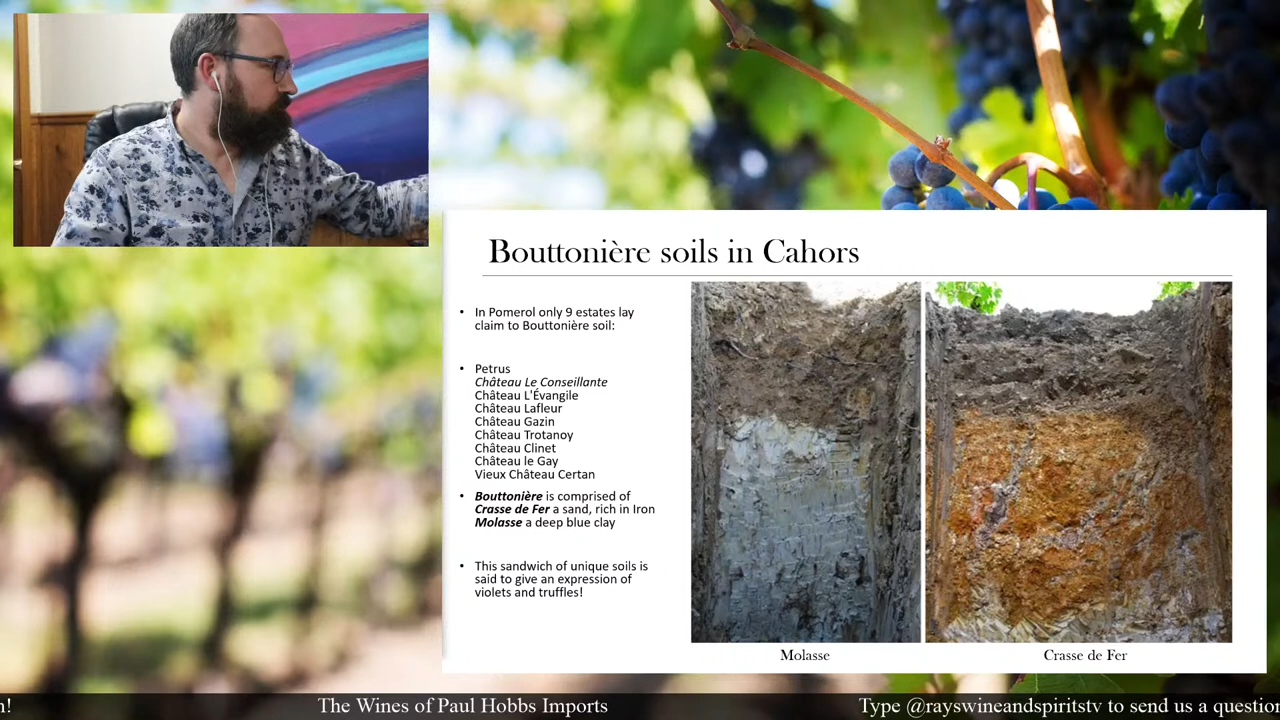 Bouttonière soils in Cahors
• In Pomerol only 9 estates lay
claim to Bouttonière soil:
• Petrus
Château Le Conseillante
Château L'Évangile
Château Lafleur
Château Gazin
Château Trotanoy
Château Clinet
Château le Gay
Vieux Château Certan
• Bouttonière is comprised of
Crasse de Fer a sand, rich in Iron
Molasse a deep blue clay
• This sandwich of unique soils is
said to give an expression of
violets and truffles!
Molasse
Crasse de Fer
The Wines of Paul Hobbs Imports
Type @rayswineandspiritstv to send us a question